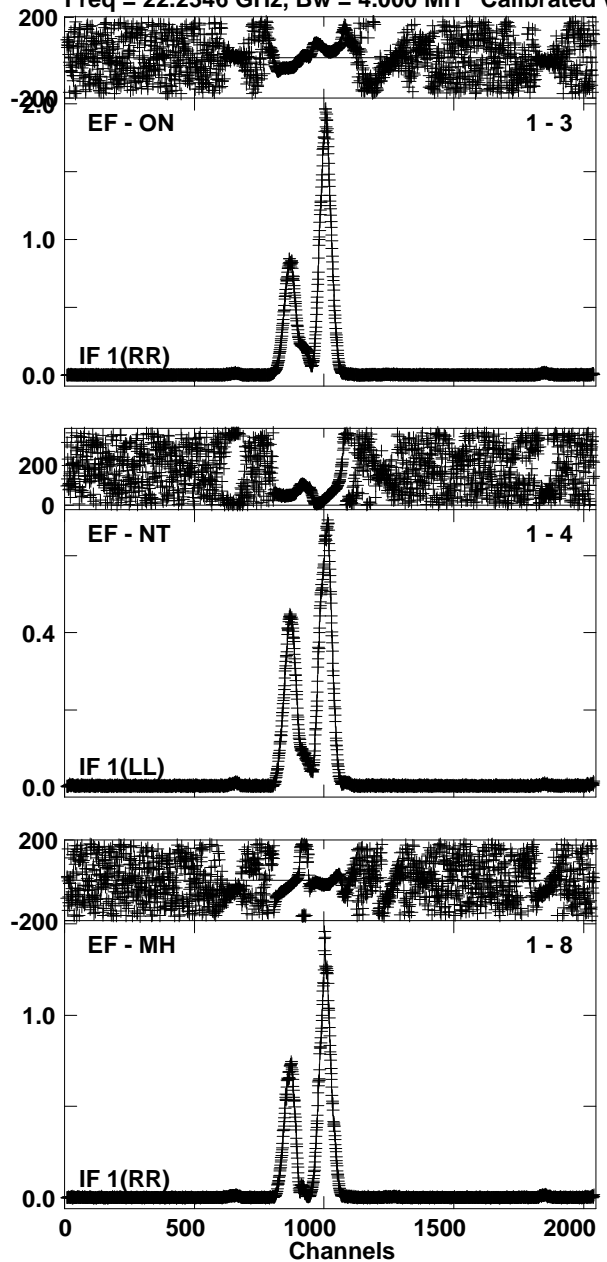 Freq = 22.2346 GHz, Bw = 4.000 MH Calibrated
200
-200
2.0
EF - ON 1 - 3
1.0
IF 1(RR)
0.0
200
0
EF - NT 1 - 4
0.4
IF 1(LL)
0.0
200
-200
EF - MH 1 - 8
1.0
IF 1(RR)
0.0
0 500 1000 1500 2000
Channels